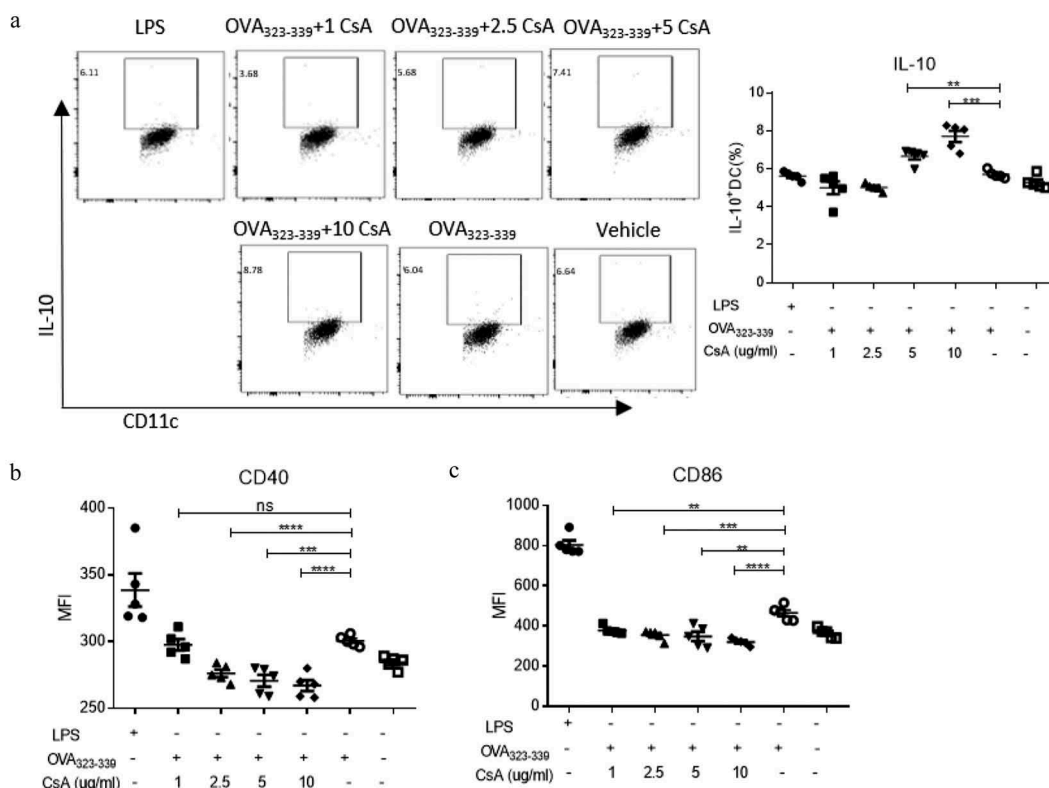 a
LPS
OVA323-339+1 CsA
OVA323-339+2.5 CsA
OVA323-339+5 CsA
6.11
3.68
5.68
7.41
OVA323-339+10 CsA
OVA323-339
Vehicle
8.78
6.04
6.64
IL-10
CD11c
IL-10
**
***
IL-10+DC(%)
10
8
6
4
2
0
LPS + - - - - - -
OVA323-339 - + + + + + -
CsA (ug/ml) - 1 2.5 5 10 - -
b
CD40
ns
****
***
****
MFI
400
350
300
250
LPS + - - - - - -
OVA323-339 - + + + + + -
CsA (ug/ml) - 1 2.5 5 10 - -
c
CD86
**
***
**
****
MFI
1000
800
600
400
200
0
LPS + - - - - - -
OVA323-339 - + + + + + -
CsA (ug/ml) - 1 2.5 5 10 - -